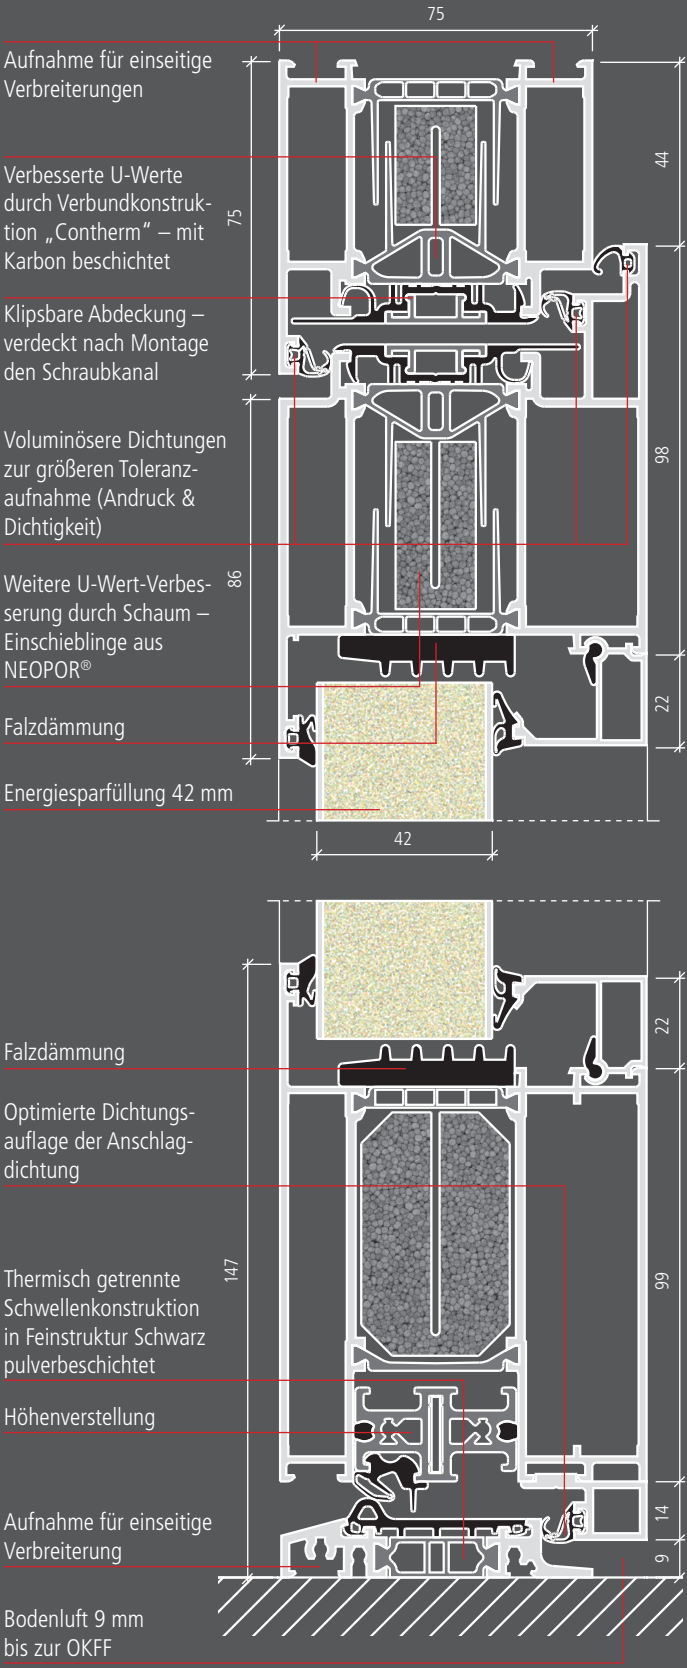 75
Aufnahme für einseitige
Verbreiterungen
44
Verbesserte U-Werte
durch Verbundkonstruk-
tion „Contherm“ – mit
Karbon beschichtet
75
Klipsbare Abdeckung –
verdeckt nach Montage
den Schraubkanal
Voluminösere Dichtungen
zur größeren Toleranz-
aufnahme (Andruck &
Dichtigkeit)
98
Weitere U-Wert-Verbes-
serung durch Schaum –
Einschieblinge aus
NEOPOR®
86
Falzdämmung
22
Energiesparfüllung 42 mm
42
22
Falzdämmung
Optimierte Dichtungs-
auflage der Anschlag-
dichtung
147
99
Thermisch getrennte
Schwellenkonstruktion
in Feinstruktur Schwarz
pulverbeschichtet
Höhenverstellung
14
Aufnahme für einseitige
Verbreiterung
9
Bodenluft 9 mm
bis zur OKFF